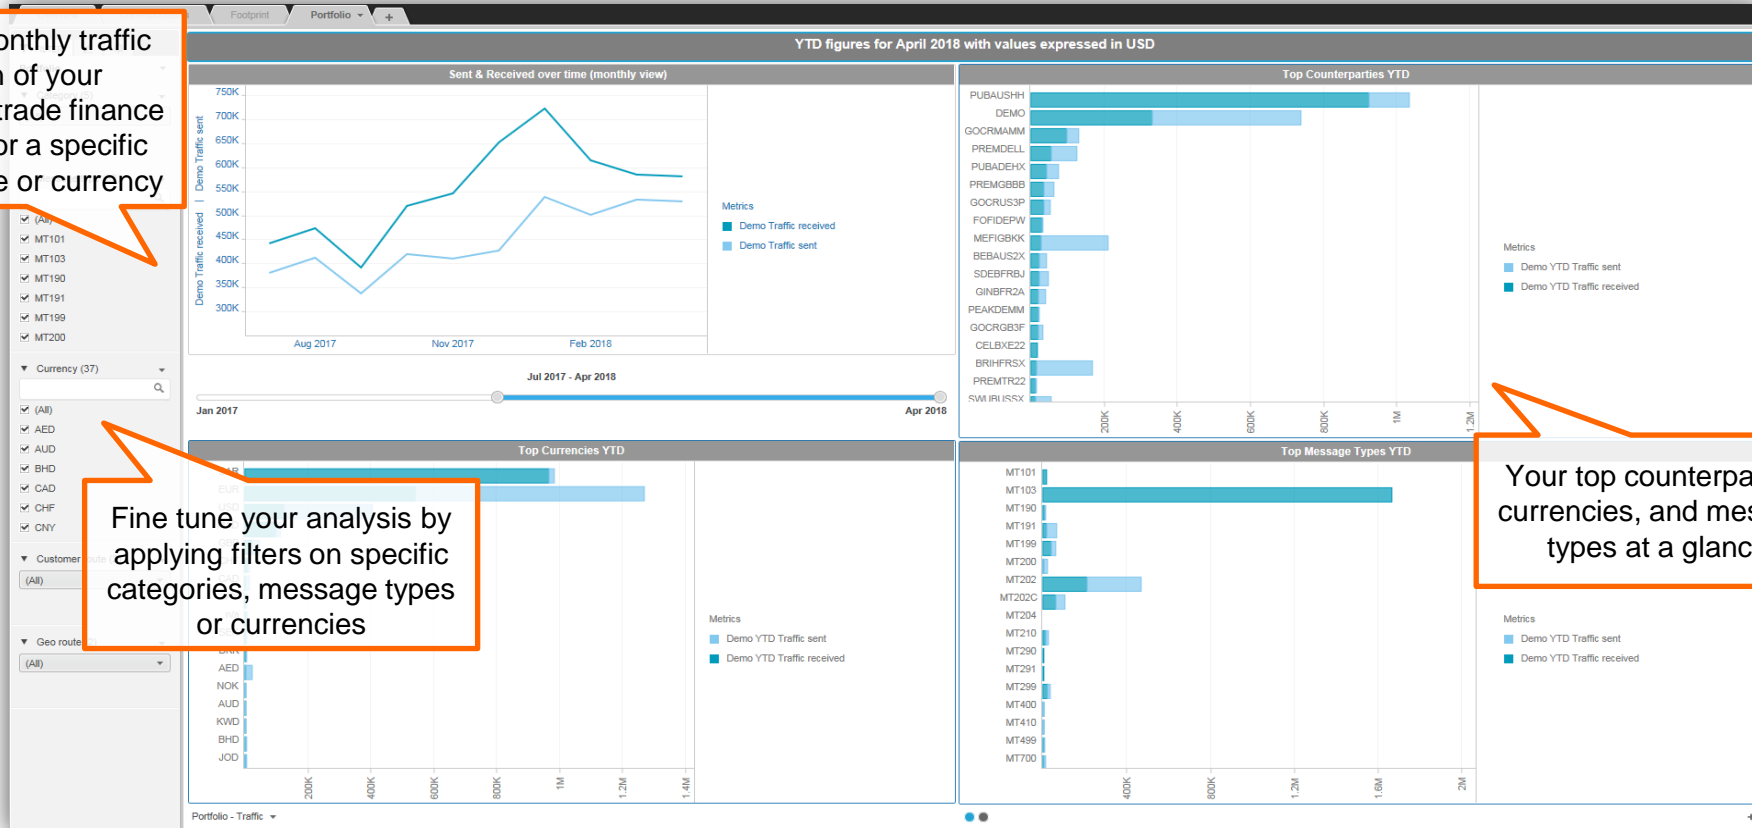 Footprint
Portfolio
+
onthly traffic
of your
trade finance
or a specific
e or currency
(All)
MT101
MT103
MT190
MT191
MT199
MT200
Currency (37)
(All)
AED
AUD
BHD
CAD
CHF
CNY
Customer
(All)
Geo route
(All)
YTD figures for April 2018 with values expressed in USD
Sent & Received over time (monthly view)
Demo Traffic received | Demo Traffic sent
750K
700K
650K
600K
550K
500K
450K
400K
350K
300K
Aug 2017
Nov 2017
Feb 2018
Metrics
Demo Traffic received
Demo Traffic sent
Jul 2017 - Apr 2018
Jan 2017
Apr 2018
Top Counterparties YTD
PUBAUSHH
DEMO
GOCRMAMM
PREMDELL
PUBADEHX
PREMGBBB
GOCRUS3P
FOFIDEPW
MEFIGBKK
BEBAUS2X
SDEBFRBJ
GINBFR2A
PEAKDEMM
GOCRGB3F
CELBXE22
BRIHFRSX
PREMTR22
SWUBUSSX
200K
400K
600K
800K
1M
1.2M
Metrics
Demo YTD Traffic sent
Demo YTD Traffic received
Top Currencies YTD
EUR
AED
NOK
AUD
KWD
BHD
JOD
200K
400K
600K
800K
1M
1.2M
1.4M
Metrics
Demo YTD Traffic sent
Demo YTD Traffic received
Fine tune your analysis by
applying filters on specific
categories, message types
or currencies
Top Message Types YTD
MT101
MT103
MT190
MT191
MT199
MT200
MT202
MT202C
MT204
MT210
MT290
MT291
MT299
MT400
MT410
MT499
MT700
400K
800K
1.2M
1.6M
2M
Metrics
Demo YTD Traffic sent
Demo YTD Traffic received
Your top counterpa
currencies, and mes
types at a glanc
Portfolio - Traffic